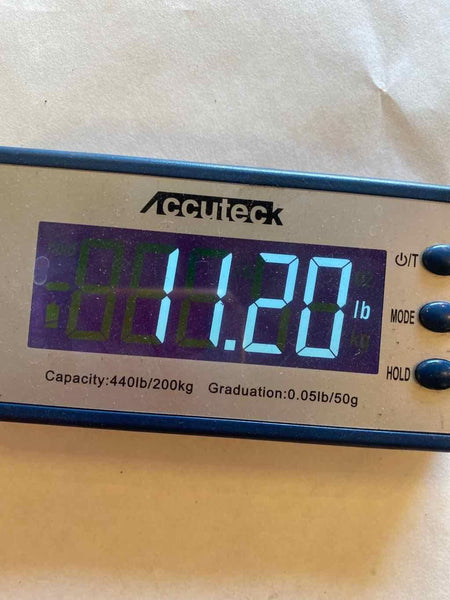 Accuteck
11.20 lb
kg
⏻/T
MODE
HOLD
Capacity:440lb/200kg Graduation:0.05lb/50g